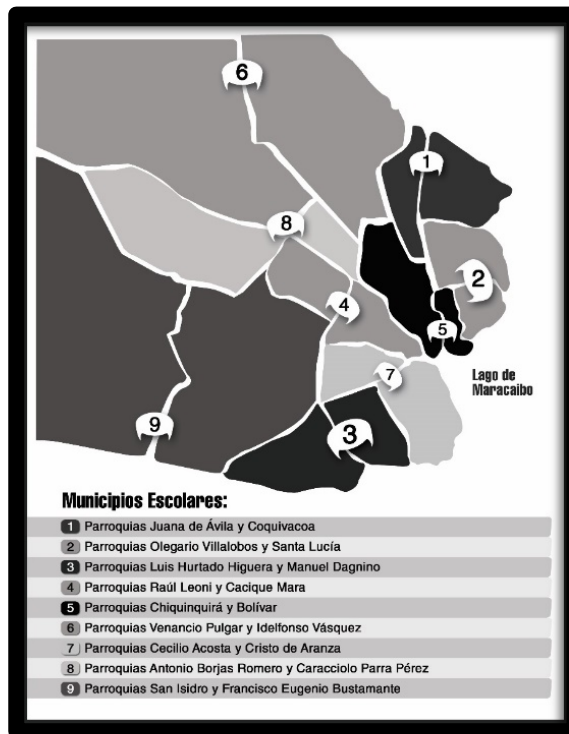 6
1
8
2
4
5
7
Lago de
Maracaibo
9
3
Municipios Escolares:
1 Parroquias Juana de Ávila y Coquivacoa
2 Parroquias Olegario Villalobos y Santa Lucía
3 Parroquias Luis Hurtado Higuera y Manuel Dagnino
4 Parroquias Raúl Leoni y Cacique Mara
5 Parroquias Chiquinquirá y Bolívar
6 Parroquias Venancio Pulgar y Idelfonso Vásquez
7 Parroquias Cecilio Acosta y Cristo de Aranza
8 Parroquias Antonio Borjas Romero y Caracciolo Parra Pérez
9 Parroquias San Isidro y Francisco Eugenio Bustamante